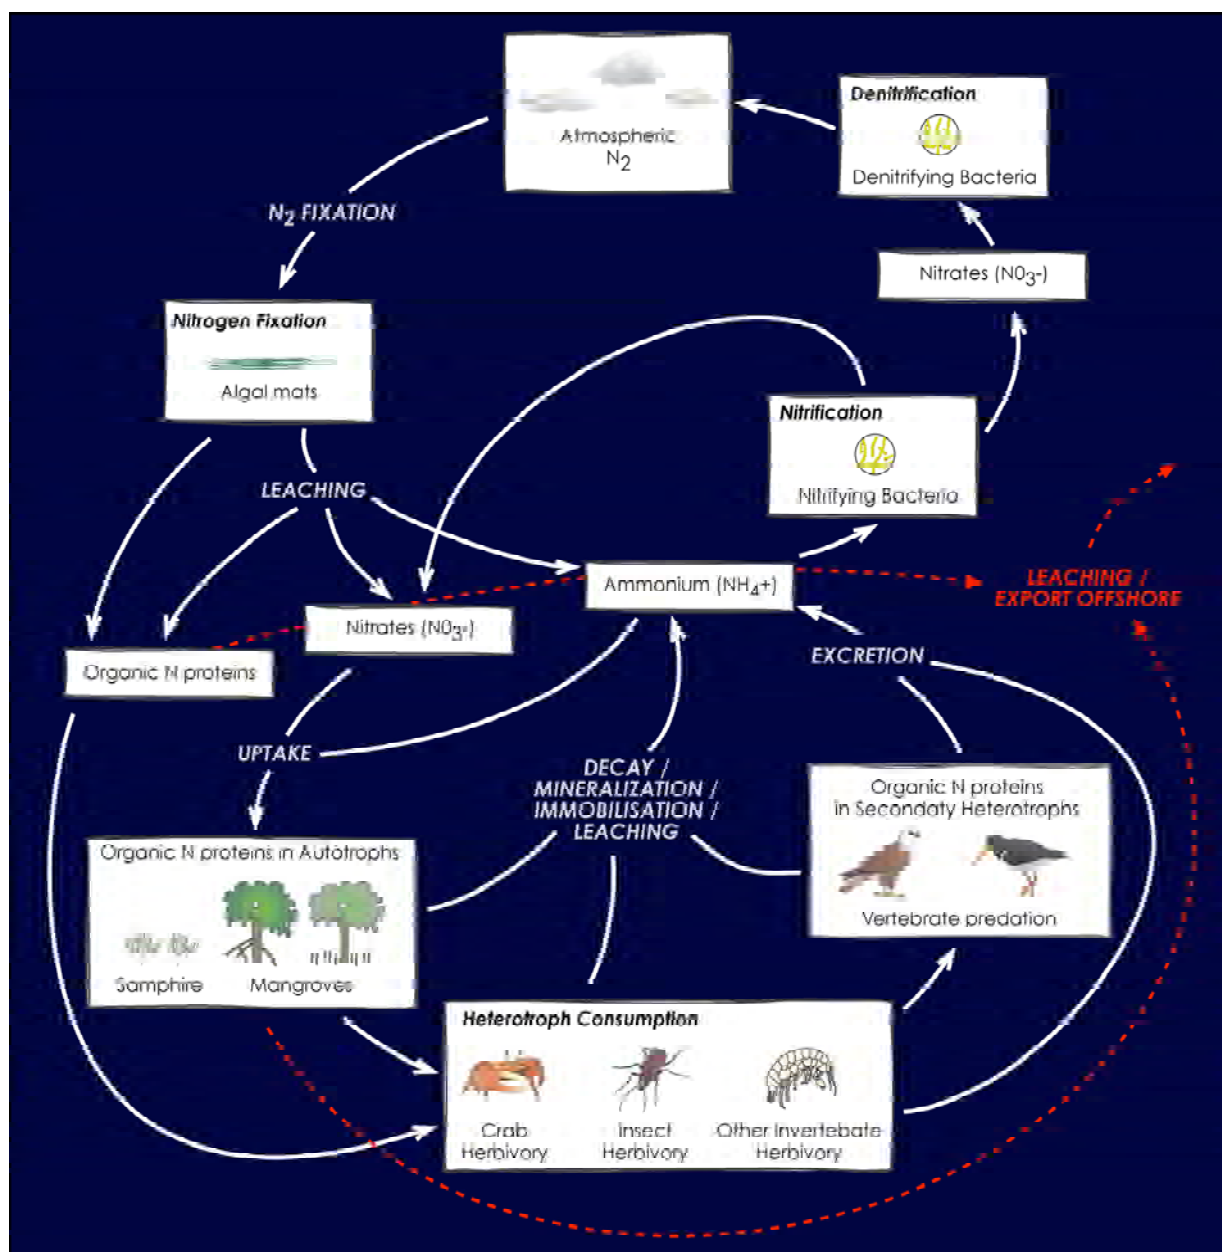 Atmospheric
N2
Denitrification
Denitrifying Bacteria
N2 FIXATION
Nitrates (N03-)
Nitrogen Fixation
Algal mats
Nitrification
Nitrifying Bacteria
LEACHING
Ammonium (NH4+)
LEACHING /
EXPORT OFFSHORE
Nitrates (N03-)
Organic N proteins
EXCRETION
UPTAKE
DECAY /
MINERALIZATION /
IMMOBILISATION /
LEACHING
Organic N proteins
in Secondaty Heterotrophs
Vertebrate predation
Organic N proteins in Autotrophs
Samphire
Mangroves
Heterotroph Consumption
Crab
Herbivory
Insect
Herbivory
Other Invertebate
Herbivory